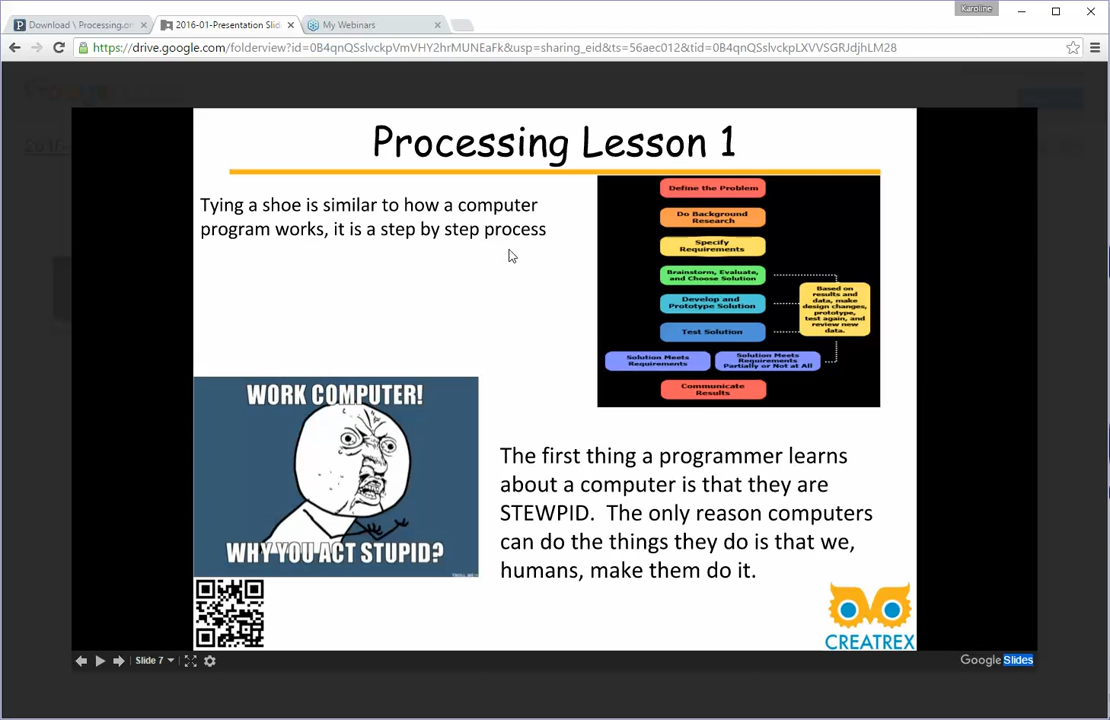 Karoline
Download \ Processing.or
2016-01-Presentation Slid
My Webinars
https://drive.google.com/folderview?id=0B4qnQSslvckpVmVHY2hrMUNEaFk&usp=sharing_eid&ts=56aec012&tid=0B4qnQSslvckpLXVVSGRJdjhLM28
Processing Lesson 1
Tying a shoe is similar to how a computer
program works, it is a step by step process
Define the Problem
Do Background
Research
Specify
Requirements
Brainstorm, Evaluate,
and Choose Solution
Develop and
Prototype Solution
Test Solution
Based on
results and
data, make
design changes,
prototype,
test again, and
review new
data.
Solution Meets
Requirements
Solution Meets
Requirements
Partially or Not at All
Communicate
Results
WORK COMPUTER!
WHY YOU ACT STUPID?
The first thing a programmer learns
about a computer is that they are
STEWPID.  The only reason computers
can do the things they do is that we,
humans, make them do it.
CREATREX
Slide 7
Google Slides